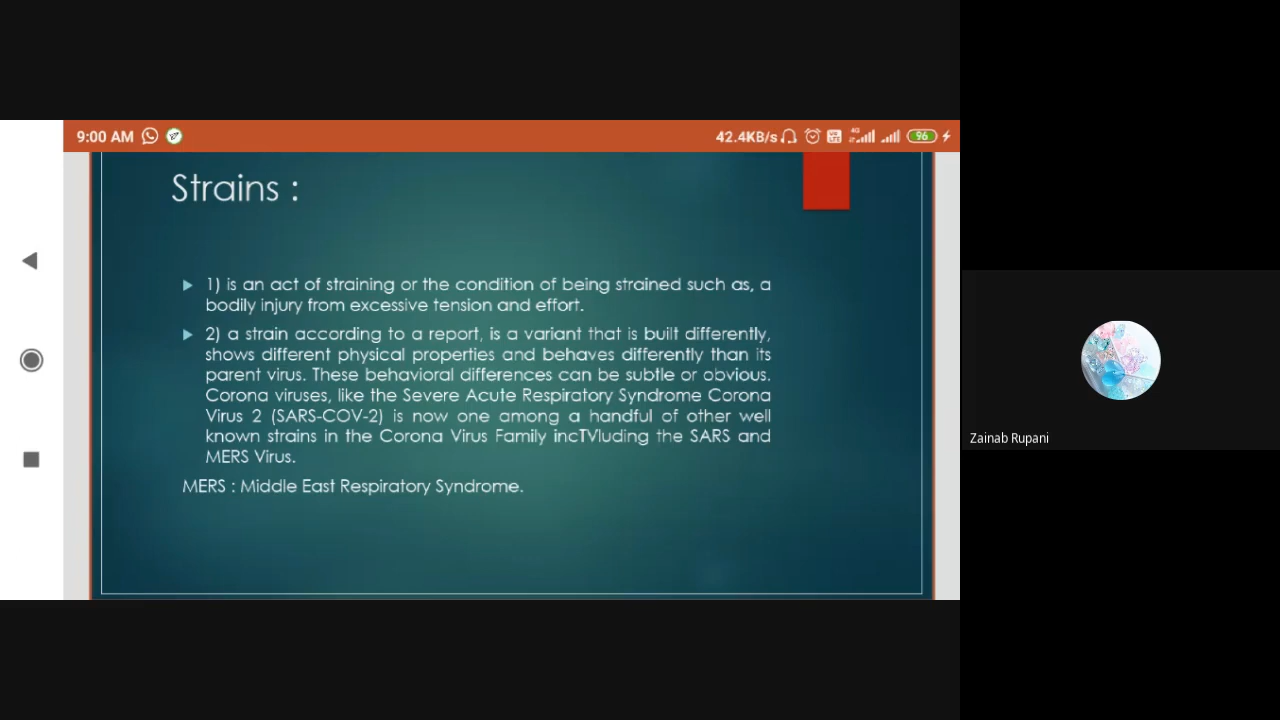 9:00 AM
42.4KB/s
4G
96
Strains :
1) is an act of straining or the condition of being strained such as, a
bodily injury from excessive tension and effort.
2) a strain according to a report, is a variant that is built differently,
shows different physical properties and behaves differently than its
parent virus. These behavioral differences can be subtle or obvious.
Corona viruses, like the Severe Acute Respiratory Syndrome Corona
Virus 2 (SARS-COV-2) is now one among a handful of other well
known strains in the Corona Virus Family incTVluding the SARS and
MERS Virus.
MERS : Middle East Respiratory Syndrome.
Zainab Rupani